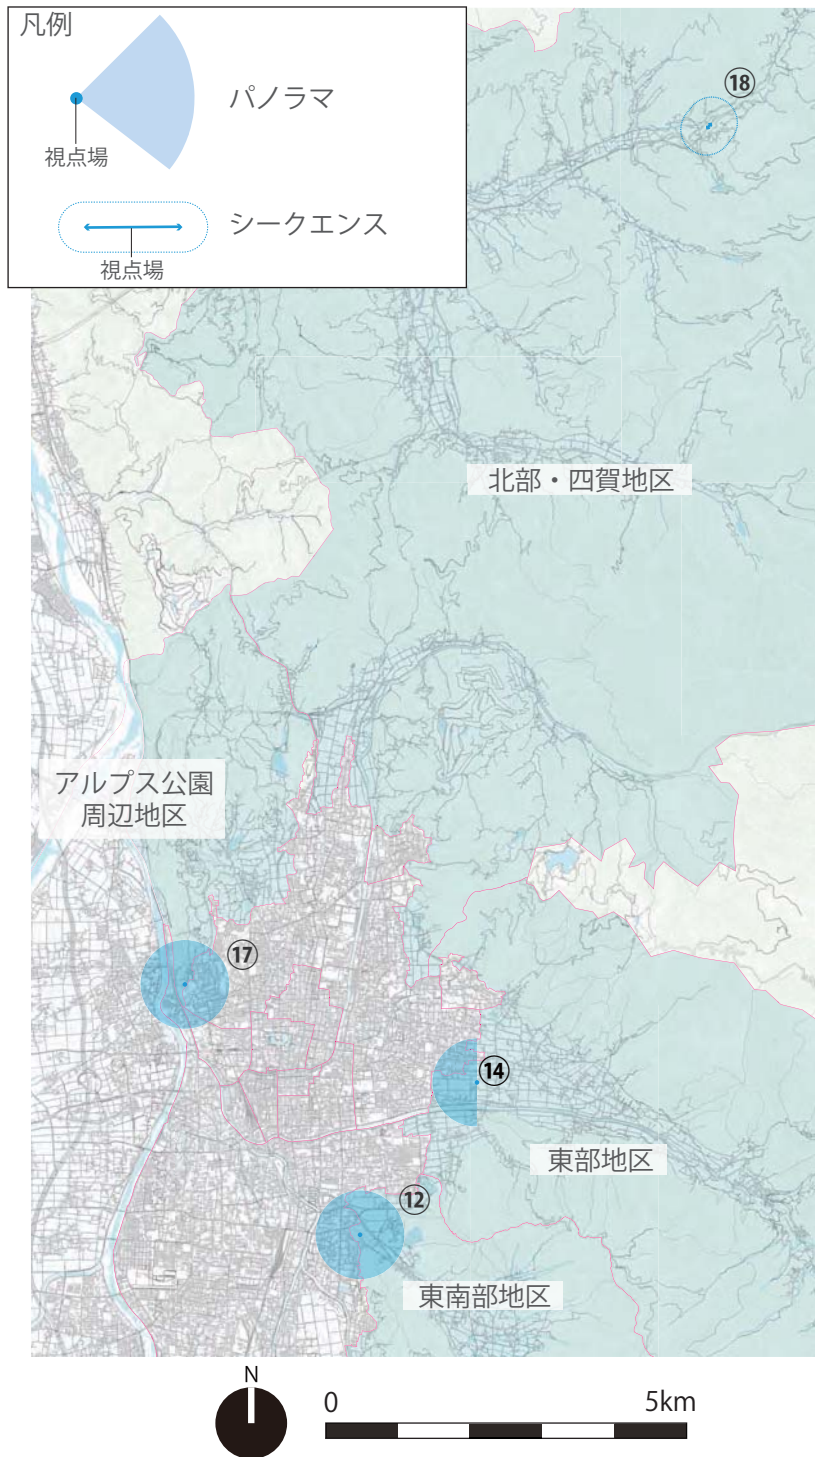 凡例
パノラマ
視点場
シークエンス
視点場
⑱
北部・四賀地区
アルプス公園
周辺地区
⑰
⑭
東部地区
⑫
東南部地区
N
0
5km